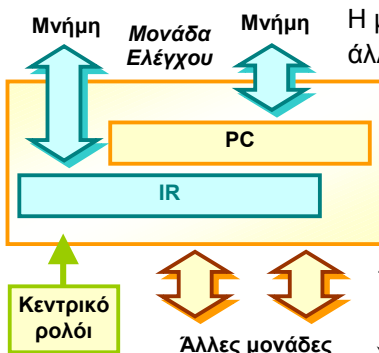 Μνήμη
Μονάδα
Ελέγχου
Μνήμη
Η
PC
IR
Κεντρικό
ρολόι
Άλλες μονάδες